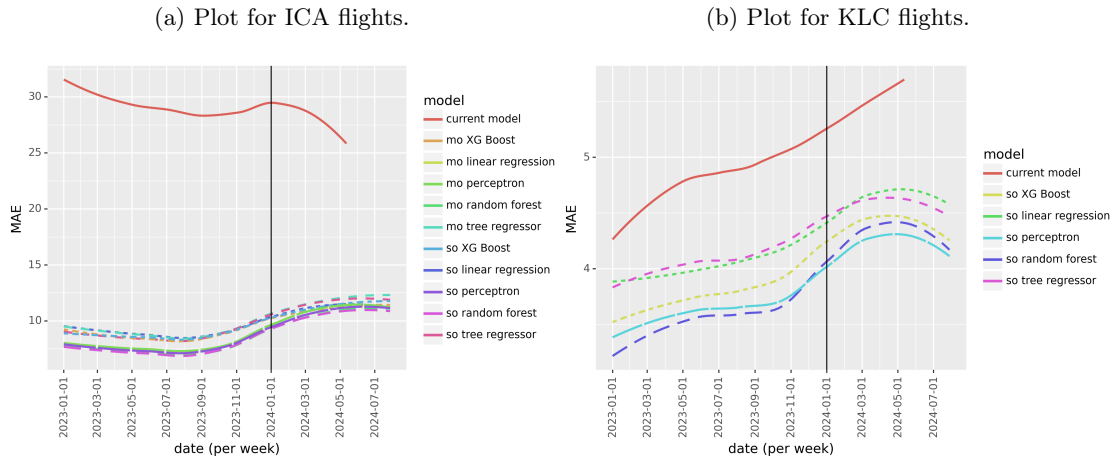 (a) Plot for ICA flights.
30
25
20
15
10
MAE
2023-01-01
2023-03-01
2023-05-01
2023-07-01
2023-09-01
2023-11-01
2024-01-01
2024-03-01
2024-05-01
2024-07-01
date (per week)
model
current model
mo XG Boost
mo linear regression
mo perceptron
mo random forest
mo tree regressor
so XG Boost
so linear regression
so perceptron
so random forest
so tree regressor
(b) Plot for KLC flights.
5
4
MAE
2023-01-01
2023-03-01
2023-05-01
2023-07-01
2023-09-01
2023-11-01
2024-01-01
2024-03-01
2024-05-01
2024-07-01
date (per week)
model
current model
so XG Boost
so linear regression
so perceptron
so random forest
so tree regressor